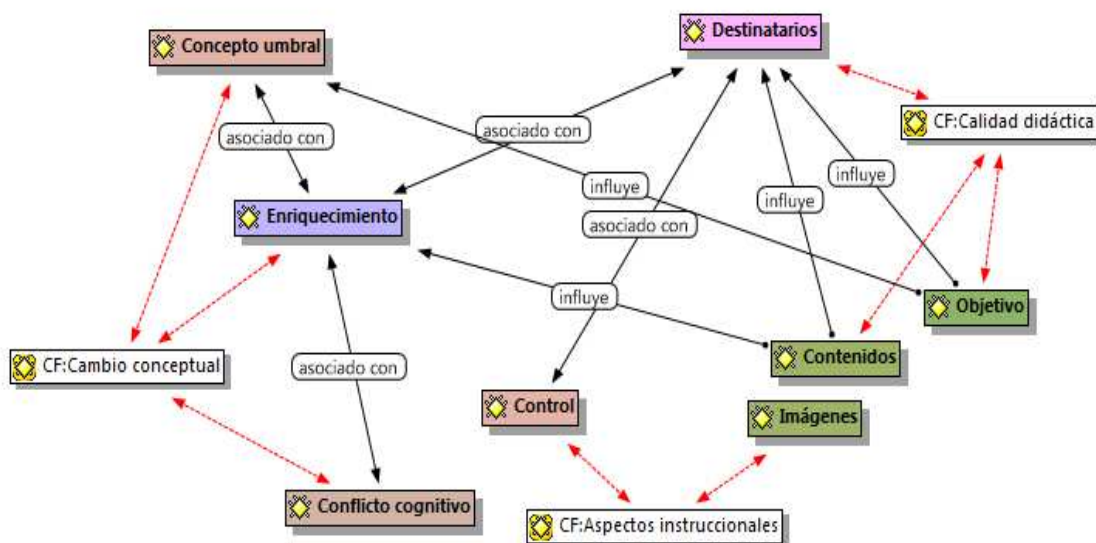 Destinatarios
Concepto umbral
CF:Calidad didáctica
asociado con
asociado con
influye
influye
influye
Enriquecimiento
asociado con
influye
Objetivo
CF:Cambio conceptual
Contenidos
asociado con
Control
Imágenes
Conflicto cognitivo
CF:Aspectos instruccionales